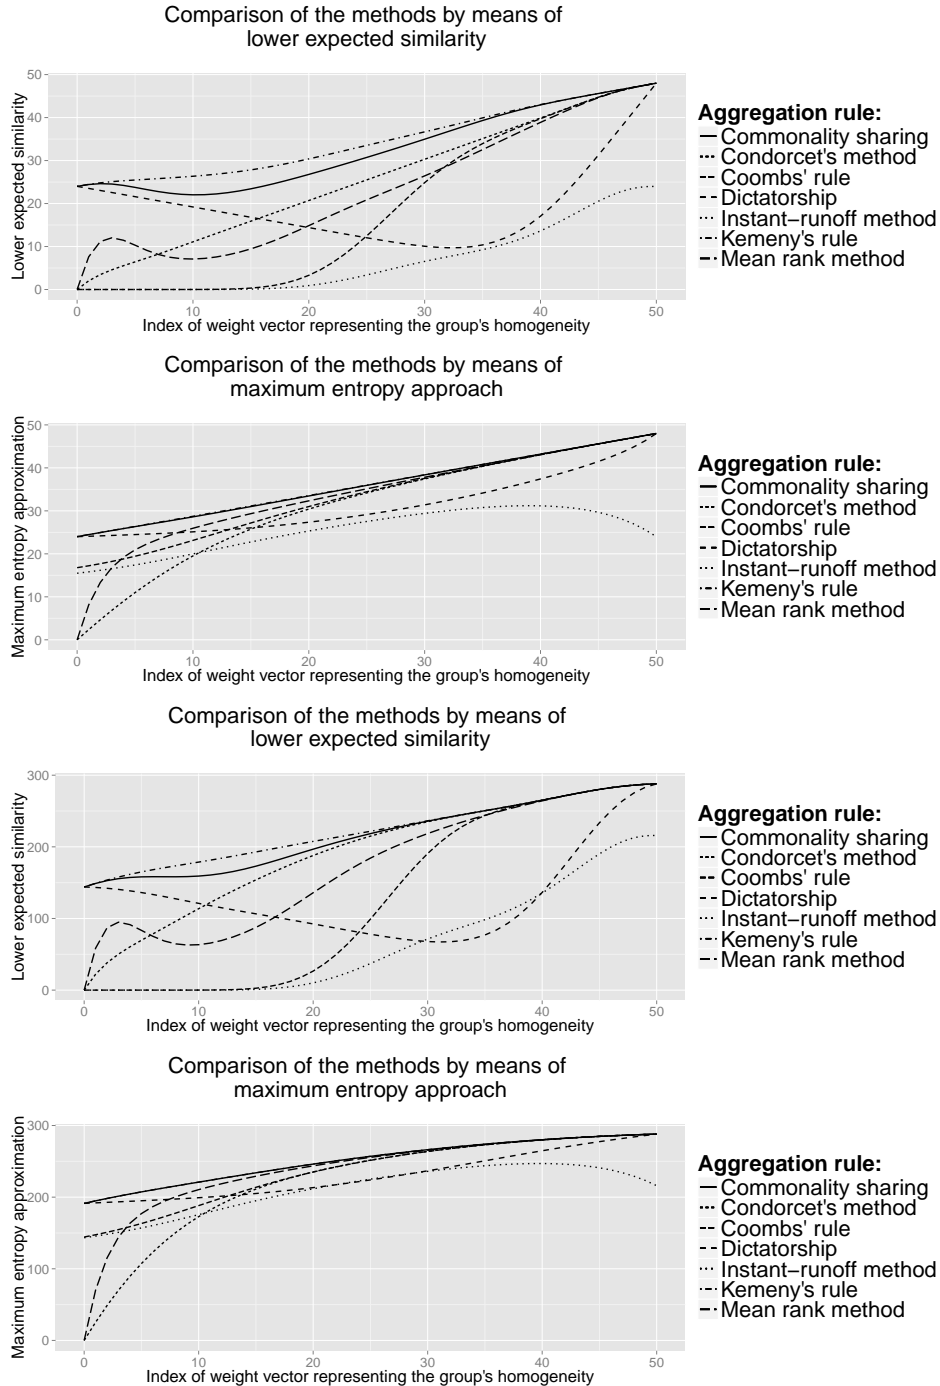 Comparison of the methods by means of
lower expected similarity
Lower expected similarity
50
40
30
20
10
0
0 10 20 30 40 50
Index of weight vector representing the group's homogeneity
Aggregation rule:
Commonality sharing
Condorcet's method
Coombs' rule
Dictatorship
Instant−runoff method
Kemeny's rule
Mean rank method
Comparison of the methods by means of
maximum entropy approach
Maximum entropy approximation
50
40
30
20
10
0
0 10 20 30 40 50
Index of weight vector representing the group's homogeneity
Aggregation rule:
Commonality sharing
Condorcet's method
Coombs' rule
Dictatorship
Instant−runoff method
Kemeny's rule
Mean rank method
Comparison of the methods by means of
lower expected similarity
Lower expected similarity
300
200
100
0
0 10 20 30 40 50
Index of weight vector representing the group's homogeneity
Aggregation rule:
Commonality sharing
Condorcet's method
Coombs' rule
Dictatorship
Instant−runoff method
Kemeny's rule
Mean rank method
Comparison of the methods by means of
maximum entropy approach
Maximum entropy approximation
300
200
100
0
0 10 20 30 40 50
Index of weight vector representing the group's homogeneity
Aggregation rule:
Commonality sharing
Condorcet's method
Coombs' rule
Dictatorship
Instant−runoff method
Kemeny's rule
Mean rank method